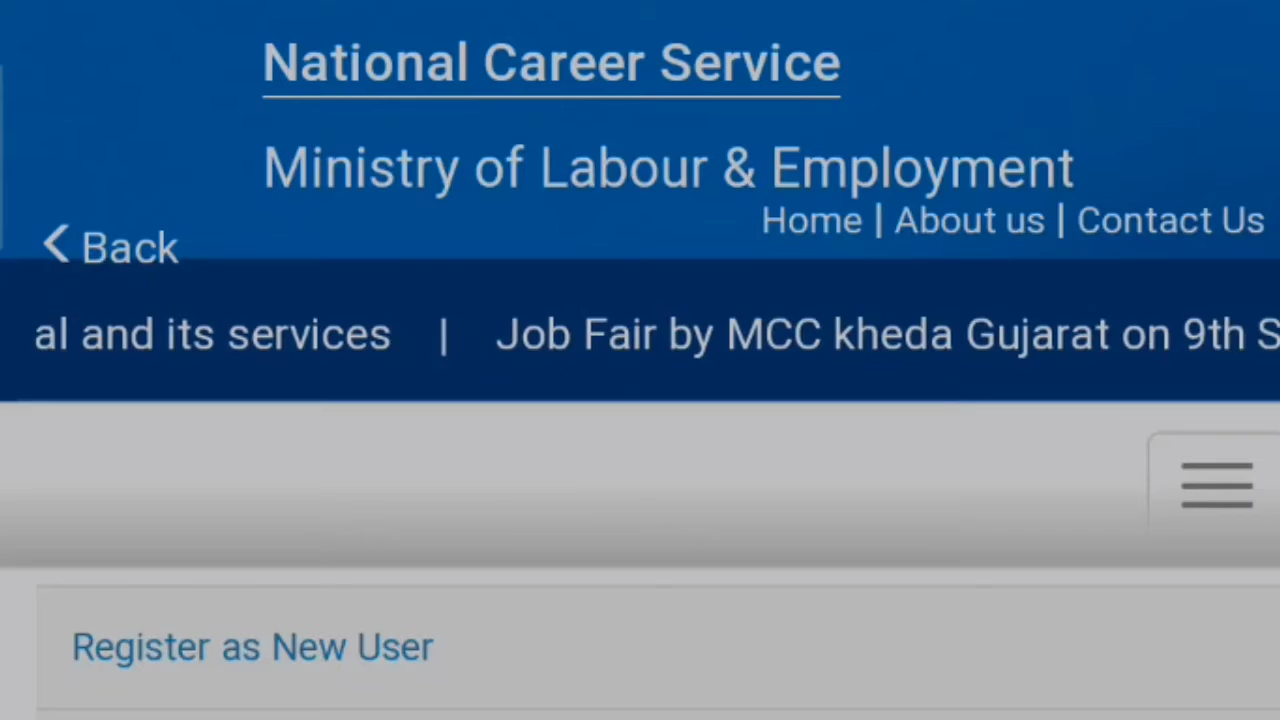 National Career Service
Ministry of Labour & Employment
Home | About us | Contact Us
Back
al and its services | Job Fair by MCC kheda Gujarat on 9th S
Register as New User